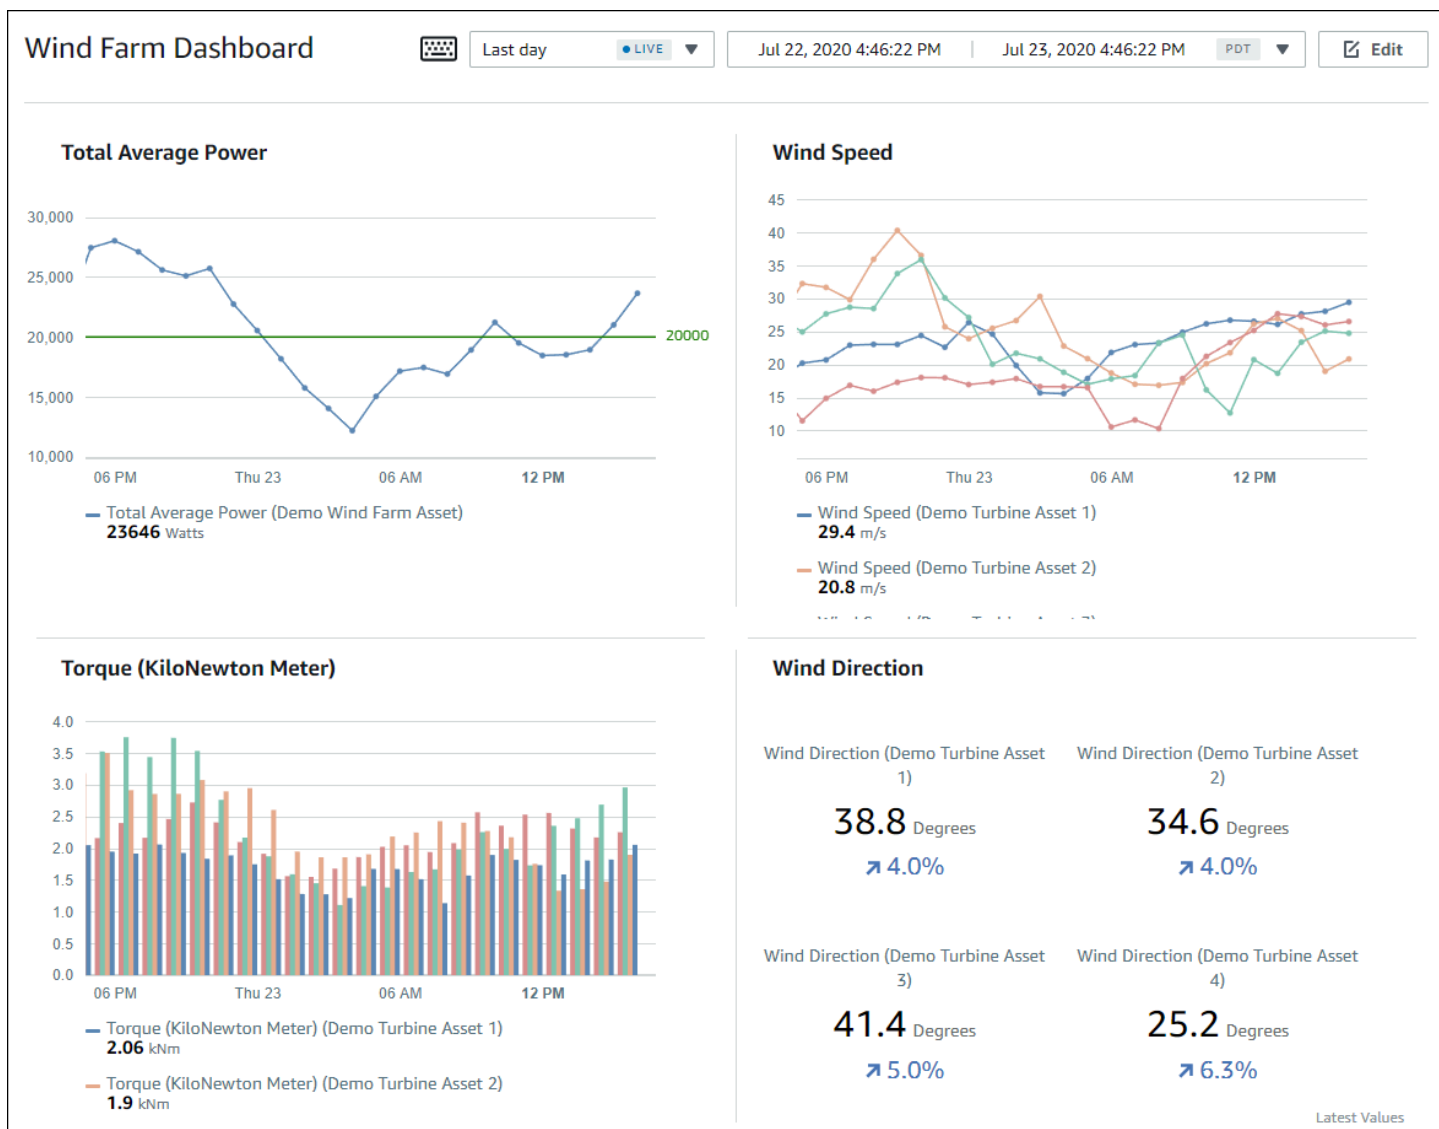 Wind Farm Dashboard
Last day LIVE
Jul 22, 2020 4:46:22 PM | Jul 23, 2020 4:46:22 PM PDT
Edit
Total Average Power
30,000
25,000
20,000
15,000
10,000
20000
06 PM Thu 23 06 AM 12 PM
Total Average Power (Demo Wind Farm Asset)
23646 Watts
Wind Speed
45
40
35
30
25
20
15
10
06 PM Thu 23 06 AM 12 PM
Wind Speed (Demo Turbine Asset 1)
29.4 m/s
Wind Speed (Demo Turbine Asset 2)
20.8 m/s
Torque (KiloNewton Meter)
4.0
3.5
3.0
2.5
2.0
1.5
1.0
0.5
0.0
06 PM Thu 23 06 AM 12 PM
Torque (KiloNewton Meter) (Demo Turbine Asset 1)
2.06 kNm
Torque (KiloNewton Meter) (Demo Turbine Asset 2)
1.9 kNm
Wind Direction
Wind Direction (Demo Turbine Asset
1)
38.8 Degrees
4.0%
Wind Direction (Demo Turbine Asset
2)
34.6 Degrees
4.0%
Wind Direction (Demo Turbine Asset
3)
41.4 Degrees
5.0%
Wind Direction (Demo Turbine Asset
4)
25.2 Degrees
6.3%
Latest Values